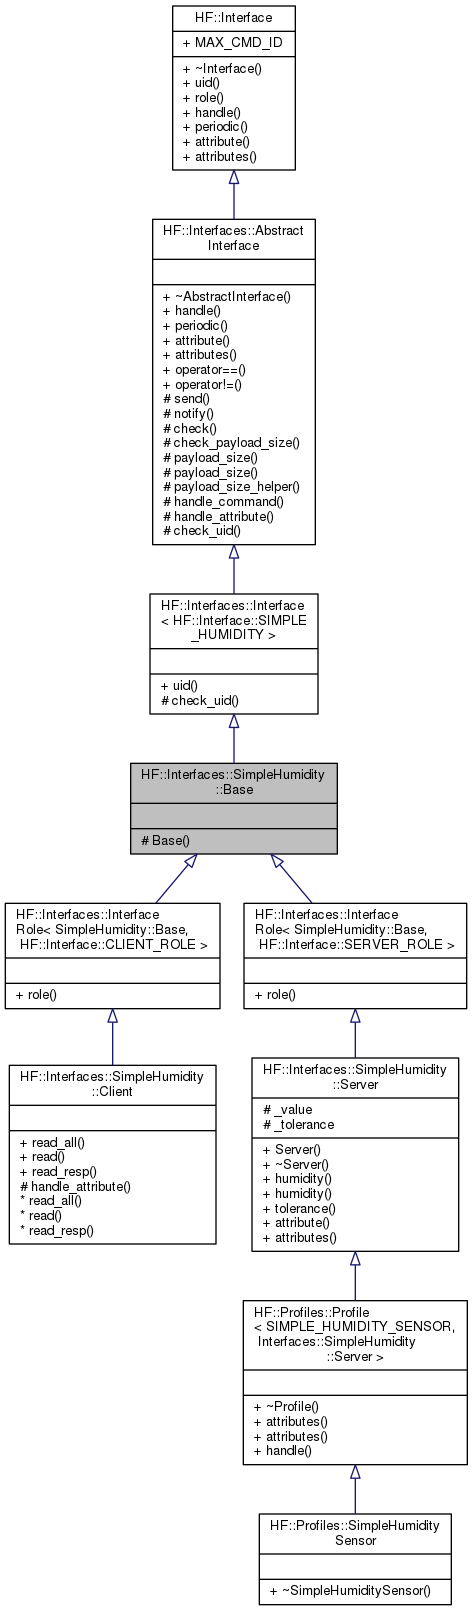 HF::Interface
+ MAX_CMD_ID
+ ~Interface()
+ uid()
+ role()
+ handle()
+ periodic()
+ attribute()
+ attributes()
HF::Interfaces::Abstract
Interface
+ ~AbstractInterface()
+ handle()
+ periodic()
+ attribute()
+ attributes()
+ operator==()
+ operator!=()
# send()
# notify()
# check()
# check_payload_size()
# payload_size()
# payload_size()
# payload_size_helper()
# handle_command()
# handle_attribute()
# check_uid()
HF::Interfaces::Interface
< HF::Interface::SIMPLE
_HUMIDITY >
+ uid()
# check_uid()
HF::Interfaces::SimpleHumidity
::Base
# Base()
HF::Interfaces::Interface
Role< SimpleHumidity::Base,
HF::Interface::CLIENT_ROLE >
+ role()
HF::Interfaces::Interface
Role< SimpleHumidity::Base,
HF::Interface::SERVER_ROLE >
+ role()
HF::Interfaces::SimpleHumidity
::Client
+ read_all()
+ read()
+ read_resp()
# handle_attribute()
* read_all()
* read()
* read_resp()
HF::Interfaces::SimpleHumidity
::Server
# _value
# _tolerance
+ Server()
+ ~Server()
+ humidity()
+ humidity()
+ tolerance()
+ attribute()
+ attributes()
HF::Profiles::Profile
< SIMPLE_HUMIDITY_SENSOR,
Interfaces::SimpleHumidity
::Server >
+ ~Profile()
+ attributes()
+ attributes()
+ handle()
HF::Profiles::SimpleHumidity
Sensor
+ ~SimpleHumiditySensor()